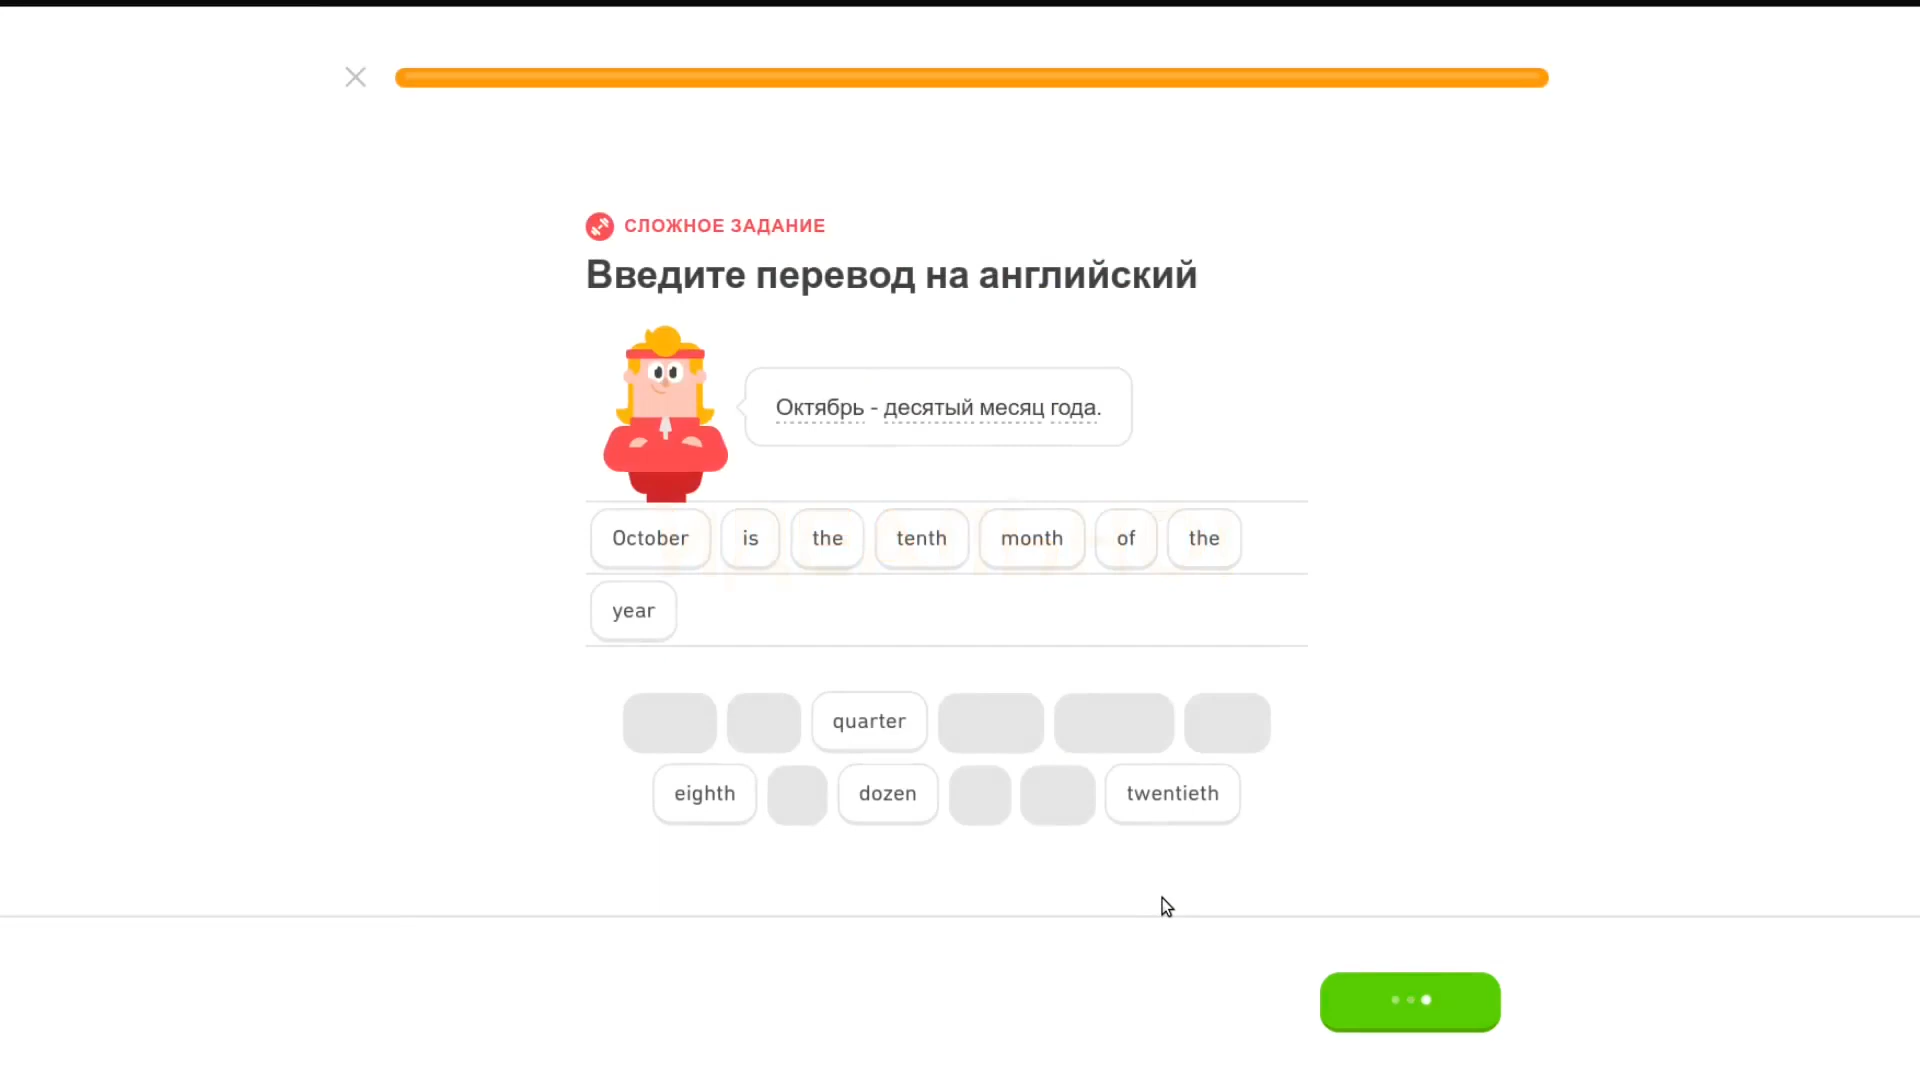 СЛОЖНОЕ ЗАДАНИЕ
Введите перевод на английский
Октябрь - десятый месяц года.
October is the tenth month of the
year
quarter
eighth dozen twentieth